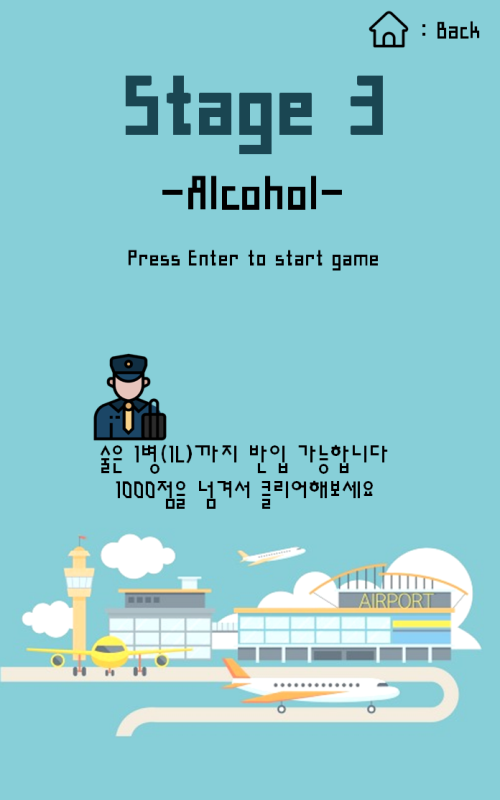 : Back
Stage 3
-Alcohol-
Press Enter to start game
술은 1병(1L)까지 반입 가능합니다
1000점을 넘겨서 클리어해보세요
AIRPORT